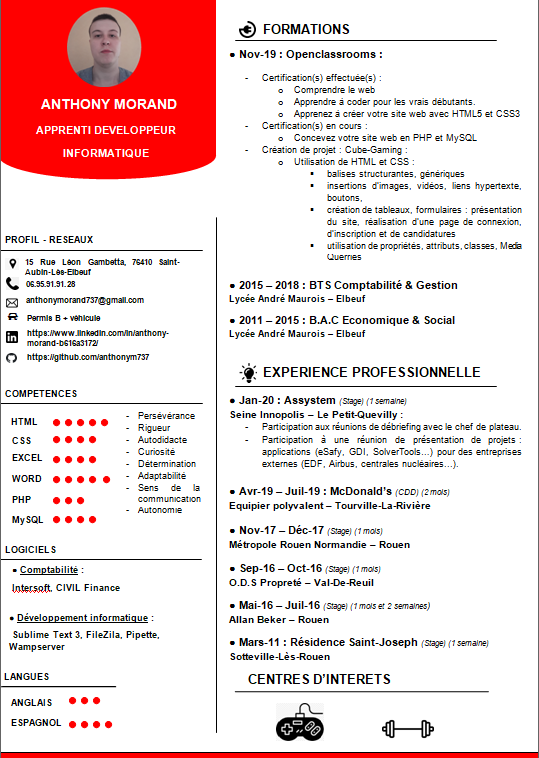 ANTHONY MORAND
APPRENTI DEVELOPPEUR
INFORMATIQUE
PROFIL - RESEAUX
15 Rue Léon Gambetta, 76410 Saint-
Aubin-Lès-Elbeuf
06.95.91.91.28
anthonymorand737@gmail.com
Permis B + véhicule
https://www.linkedin.com/in/anthony-
morand-b616a3172/
https://github.com/anthonym737
COMPETENCES
HTML
CSS
EXCEL
WORD
PHP
MySQL
- Persévérance
- Rigueur
- Autodidacte
- Curiosité
- Détermination
- Adaptabilité
- Sens de la
communication
- Autonomie
LOGICIELS
● Comptabilité :
Intersoft. CIVIL Finance
● Développement informatique :
Sublime Text 3, FileZila, Pipette,
Wampserver
LANGUES
ANGLAIS
ESPAGNOL
FORMATIONS
● Nov-19 : Openclassrooms :
- Certification(s) effectuée(s) :
o Comprendre le web
o Apprendre à coder pour les vrais débutants.
o Apprenez à créer votre site web avec HTML5 et CSS3
- Certification(s) en cours :
o Concevez votre site web en PHP et MySQL
- Création de projet : Cube-Gaming :
o Utilisation de HTML et CSS :
▪ balises structurantes, génériques
▪ insertions d'images, vidéos, liens hypertexte,
boutons,
▪ création de tableaux, formulaires : présentation
du site, réalisation d'une page de connexion,
d'inscription et de candidatures
▪ utilisation de propriétés, attributs, classes, Media
Querries
● 2015 – 2018 : BTS Comptabilité & Gestion
Lycée André Maurois – Elbeuf
● 2011 – 2015 : B.A.C Economique & Social
Lycée André Maurois – Elbeuf
EXPERIENCE PROFESSIONNELLE
● Jan-20 : Assystem (Stage) (1 semaine)
Seine Innopolis – Le Petit-Quevilly :
- Participation aux réunions de débriefing avec le chef de plateau.
- Participation à une réunion de présentation de projets :
applications (eSafy, GDI, SolverTools…) pour des entreprises
externes (EDF, Airbus, centrales nucléaires…).
● Avr-19 – Juil-19 : McDonald's (CDD) (2 mois)
Equipier polyvalent – Tourville-La-Rivière
● Nov-17 – Déc-17 (Stage) (1 mois)
Métropole Rouen Normandie – Rouen
● Sep-16 – Oct-16 (Stage) (1 mois)
O.D.S Propreté – Val-De-Reuil
● Mai-16 – Juil-16 (Stage) (1 mois et 2 semaines)
Allan Beker – Rouen
● Mars-11 : Résidence Saint-Joseph (Stage) (1 semaine)
Sotteville-Lès-Rouen
CENTRES D'INTERETS